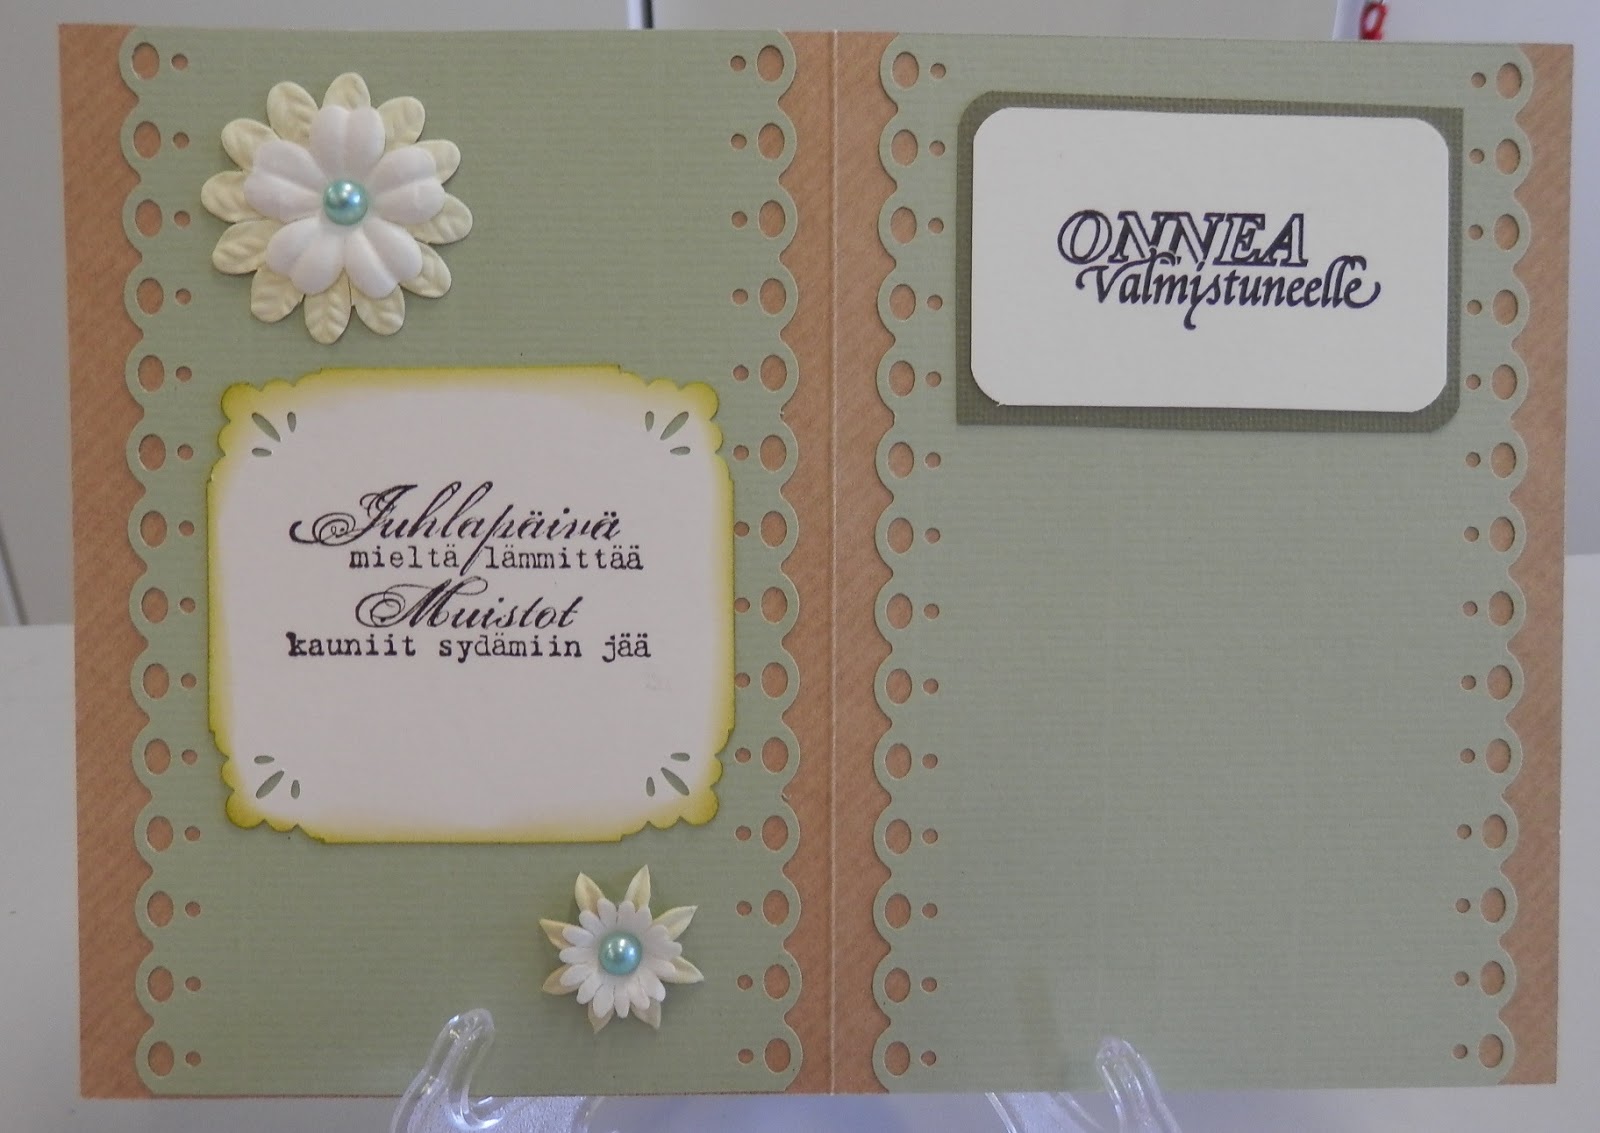 Juhlapäivä
mieltä lämmittää
Muistot
kauniit sydämiin jää
ONNEA
Valmistuneelle